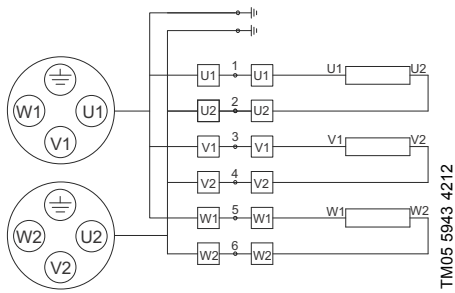 1
U1 U1 U1 U2
W1 U1
V1
2
U2 U2
3
V1 V1 V1 V2
4
V2 V2
5
W1 W1 W1 W2
W2 U2
V2
6
W2 W2
TM05 5943 4212